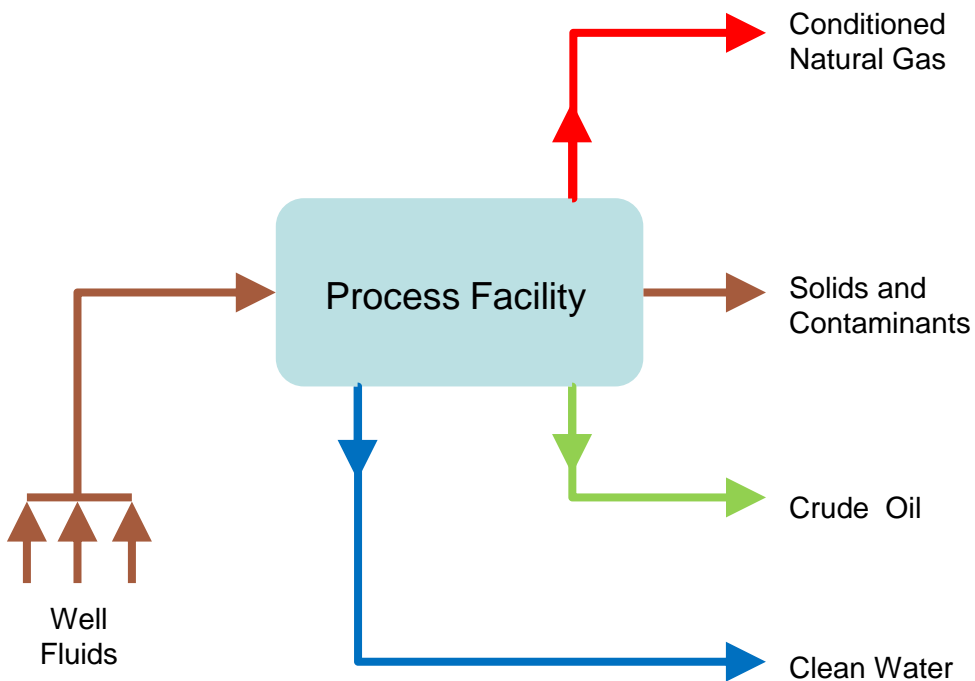 Conditioned
Natural Gas
Process Facility
Solids and
Contaminants
Crude  Oil
Well
Fluids
Clean Water